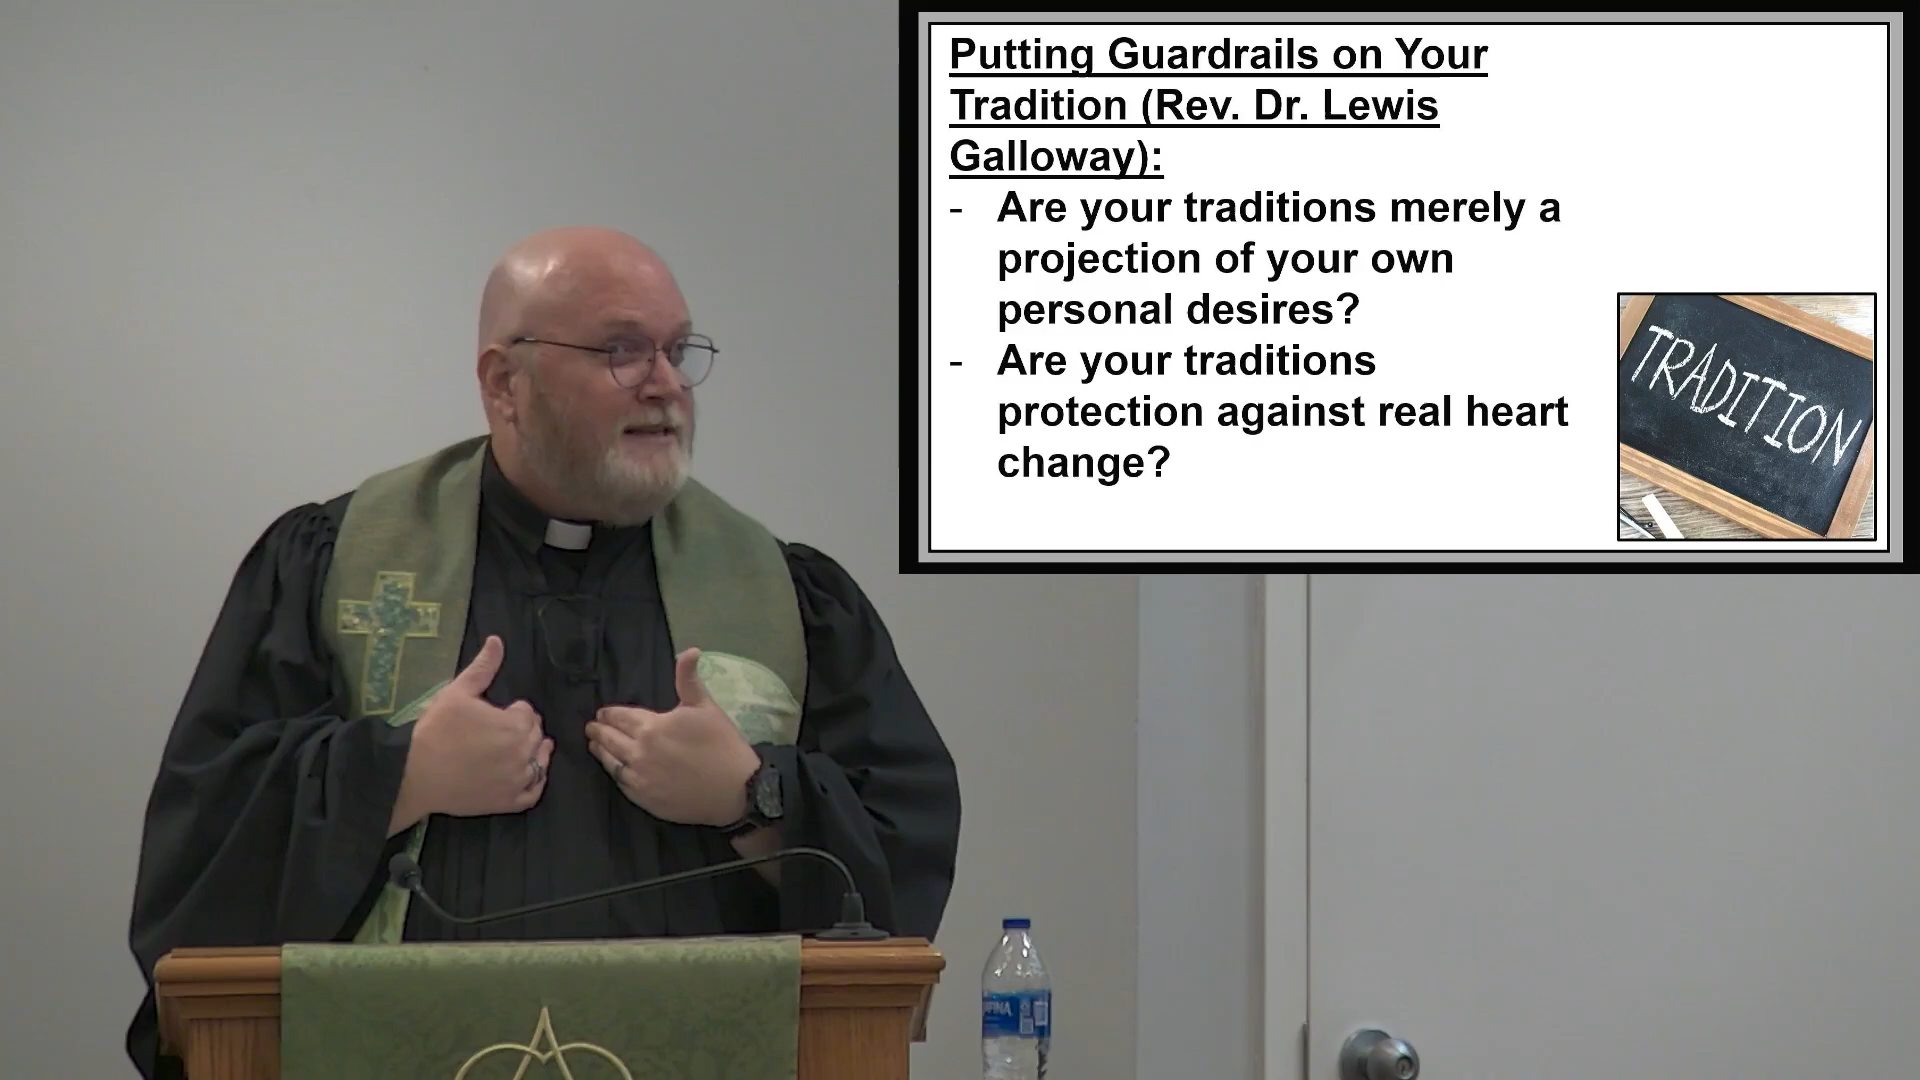 Putting Guardrails on Your
Tradition (Rev. Dr. Lewis
Galloway):
- Are your traditions merely a
projection of your own
personal desires?
- Are your traditions
protection against real heart
change?
TRADITION